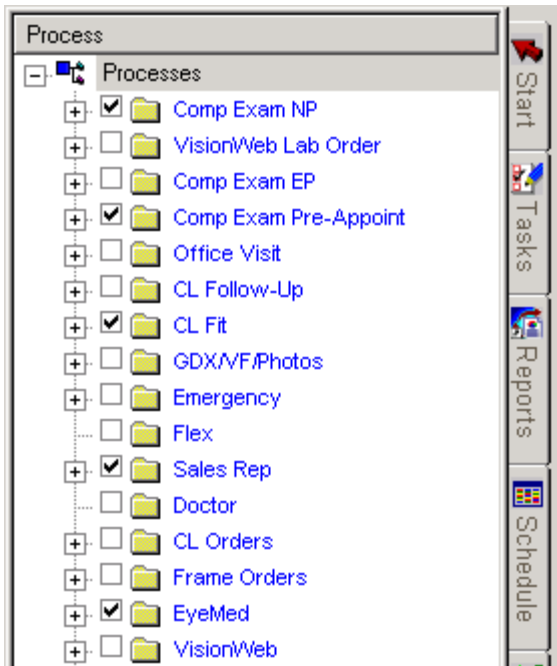 Process
Processes
Comp Exam NP
VisionWeb Lab Order
Comp Exam EP
Comp Exam Pre-Appoint
Office Visit
CL Follow-Up
CL Fit
GDX/VF/Photos
Emergency
Flex
Sales Rep
Doctor
CL Orders
Frame Orders
EyeMed
VisionWeb
Start
Tasks
Reports
Schedule